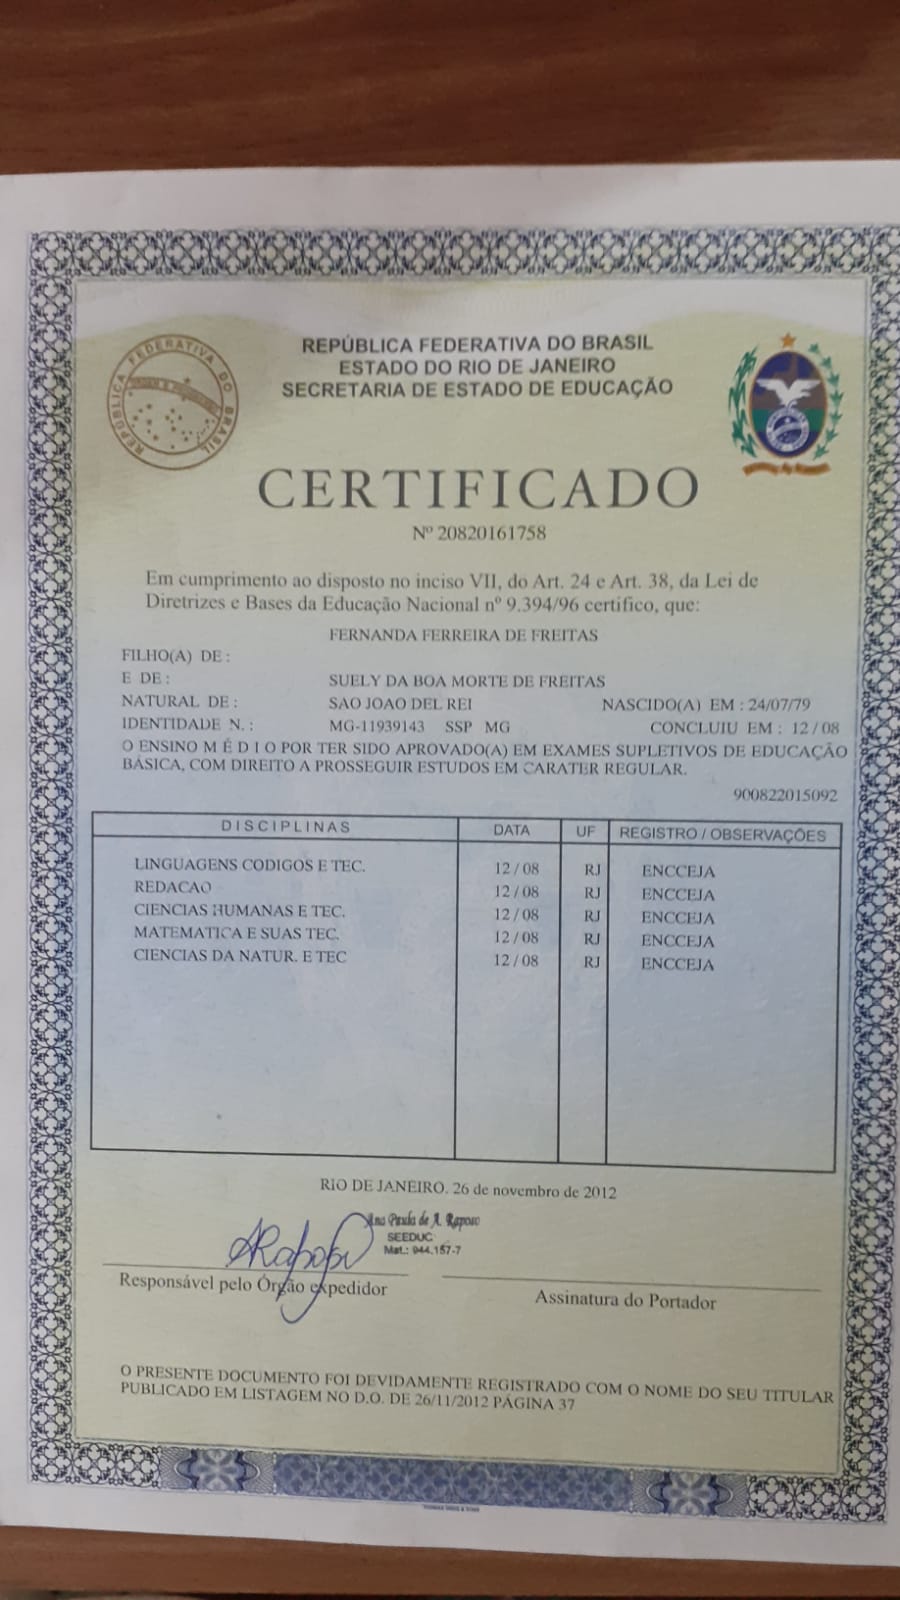 REPÚBLICA FEDERATIVA DO BRASIL
REPÚBLICA FEDERATIVA DO BRASIL
ESTADO DO RIO DE JANEIRO
SECRETARIA DE ESTADO DE EDUCAÇÃO
CERTIFICADO
Nº 20820161758
Em cumprimento ao disposto no inciso VII, do Art. 24 e Art. 38, da Lei de
Diretrizes e Bases da Educação Nacional nº 9.394/96 certifico, que:
FERNANDA FERREIRA DE FREITAS
FILHO(A) DE :
E DE : SUELY DA BOA MORTE DE FREITAS
NATURAL DE : SAO JOAO DEL REI NASCIDO(A) EM : 24/07/79
IDENTIDADE N. : MG-11939143 SSP MG CONCLUIU EM : 12/08
O ENSINO M É D I O POR TER SIDO APROVADO(A) EM EXAMES SUPLETIVOS DE EDUCAÇÃO
BÁSICA, COM DIREITO A PROSSEGUIR ESTUDOS EM CARATER REGULAR.
900822015092
DISCIPLINAS DATA UF REGISTRO / OBSERVAÇÕES
LINGUAGENS CODIGOS E TEC. 12/08 RJ ENCCEJA
REDACAO 12/08 RJ ENCCEJA
CIENCIAS HUMANAS E TEC. 12/08 RJ ENCCEJA
MATEMATICA E SUAS TEC. 12/08 RJ ENCCEJA
CIENCIAS DA NATUR. E TEC 12/08 RJ ENCCEJA
RIO DE JANEIRO. 26 de novembro de 2012
Ana Paula de A. Raposo
SEEDUC
Mat.: 944.157-7
Responsável pelo Órgão expedidor
Assinatura do Portador
O PRESENTE DOCUMENTO FOI DEVIDAMENTE REGISTRADO COM O NOME DO SEU TITULAR
PUBLICADO EM LISTAGEM NO D.O. DE 26/11/2012 PÁGINA 37